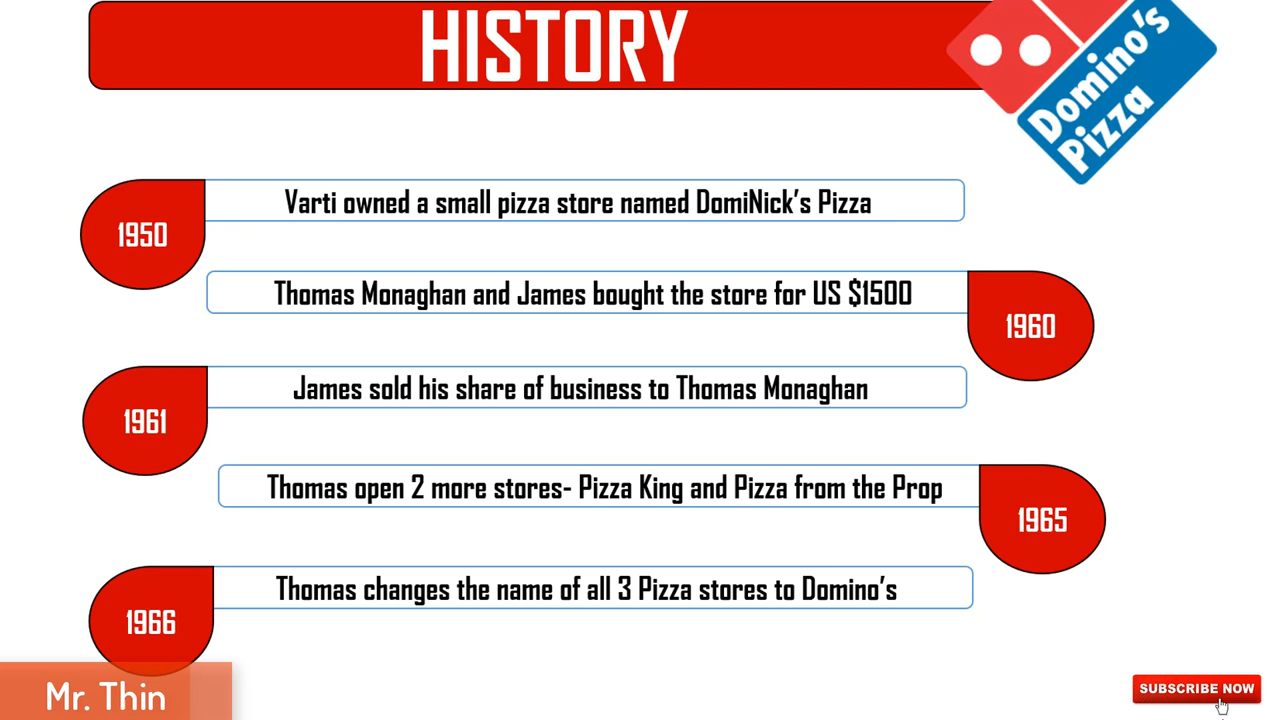 HISTORY
Domino's
Pizza
1950
Varti owned a small pizza store named DomiNick's Pizza
Thomas Monaghan and James bought the store for US $1500
1960
1961
James sold his share of business to Thomas Monaghan
Thomas open 2 more stores- Pizza King and Pizza from the Prop
1965
1966
Thomas changes the name of all 3 Pizza stores to Domino's
Mr. Thin
SUBSCRIBE NOW